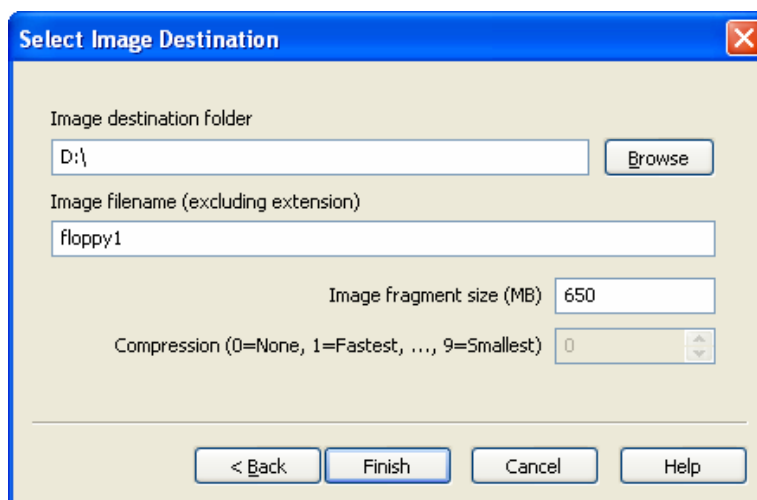 Select Image Destination
Image destination folder
D:\
Browse
Image filename (excluding extension)
floppy1
Image fragment size (MB) 650
Compression (0=None, 1=Fastest, ..., 9=Smallest) 0
< Back Finish Cancel Help